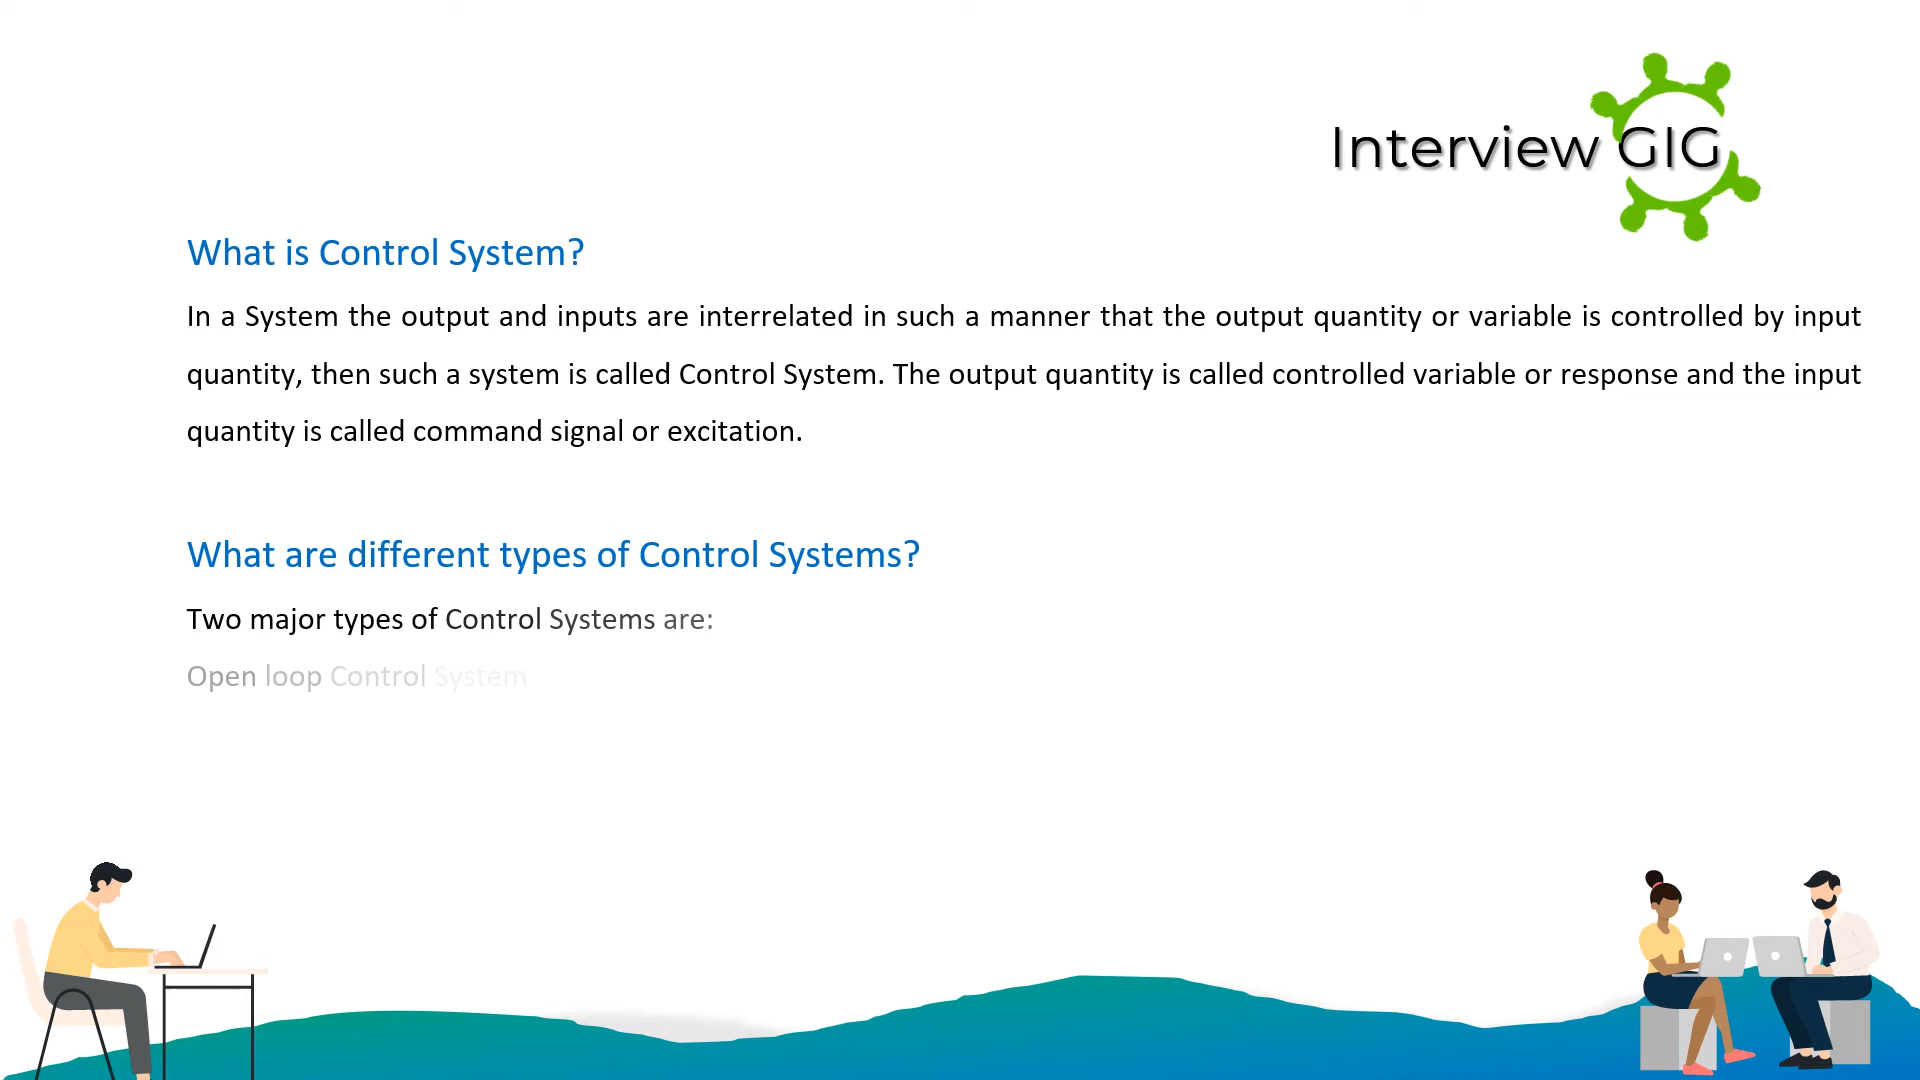 Interview GIG
What is Control System?
In a System the output and inputs are interrelated in such a manner that the output quantity or variable is controlled by input
quantity, then such a system is called Control System. The output quantity is called controlled variable or response and the input
quantity is called command signal or excitation.
What are different types of Control Systems?
Two major types of Control Systems are:
Open loop Control System